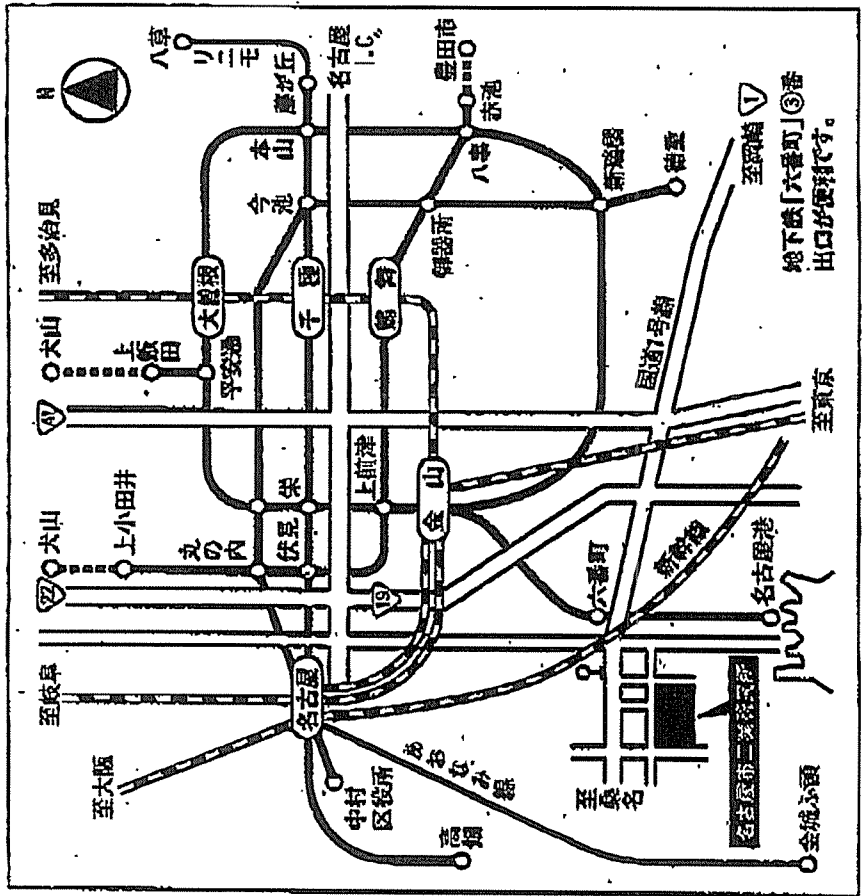 N
八草
リニモ
藤が丘
名古屋
I.C.
豊田市
赤池
本山
八事
至岡崎
1
地下鉄「六番町」③番
出口が便利です。
今池
御器所
新瑞橋
徳重
至多治見
大曽根
千種
鶴舞
犬山
上飯田
平安通
国道1号線
41
至東京
犬山
上小田井
丸の内
伏見
栄
上前津
金山
22
19
六番町
新幹線
名古屋港
至岐阜
名古屋
至大阪
中村
区役所
あおなみ線
至桑名
高畑
金城ふ頭